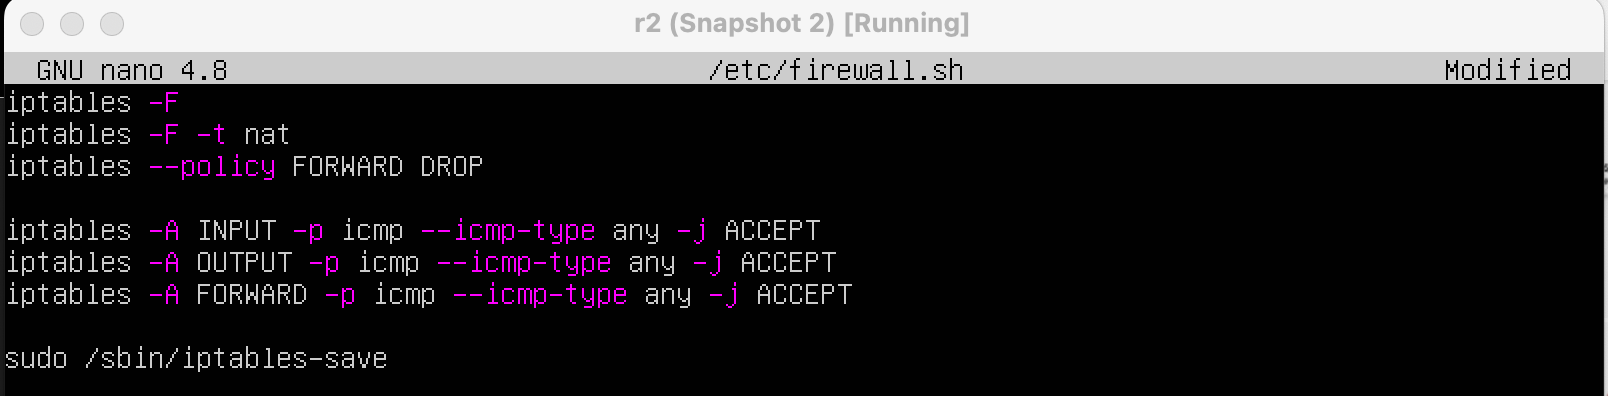 r2 (Snapshot 2) [Running]
GNU nano 4.8 /etc/firewall.sh Modified
iptables -F
iptables -F -t nat
iptables --policy FORWARD DROP
iptables -A INPUT -p icmp --icmp-type any -j ACCEPT
iptables -A OUTPUT -p icmp --icmp-type any -j ACCEPT
iptables -A FORWARD -p icmp --icmp-type any -j ACCEPT
sudo /sbin/iptables-save